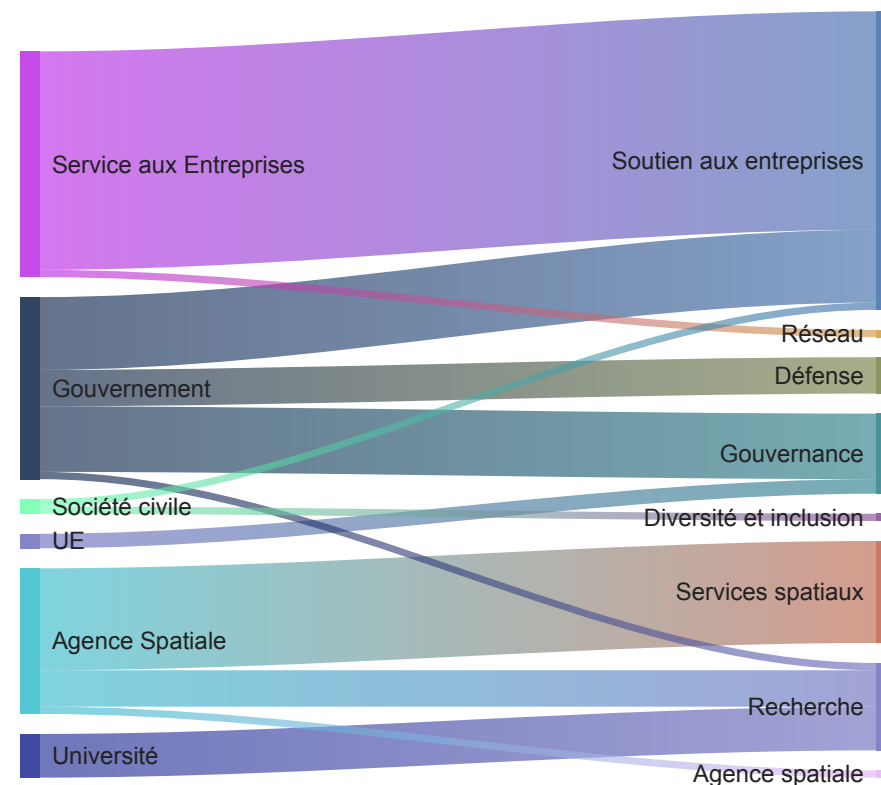 Service aux Entreprises
Soutien aux entreprises
Réseau
Défense
Gouvernement
Gouvernance
Société civile
Diversité et inclusion
UE
Services spatiaux
Agence Spatiale
Recherche
Université
Agence spatiale